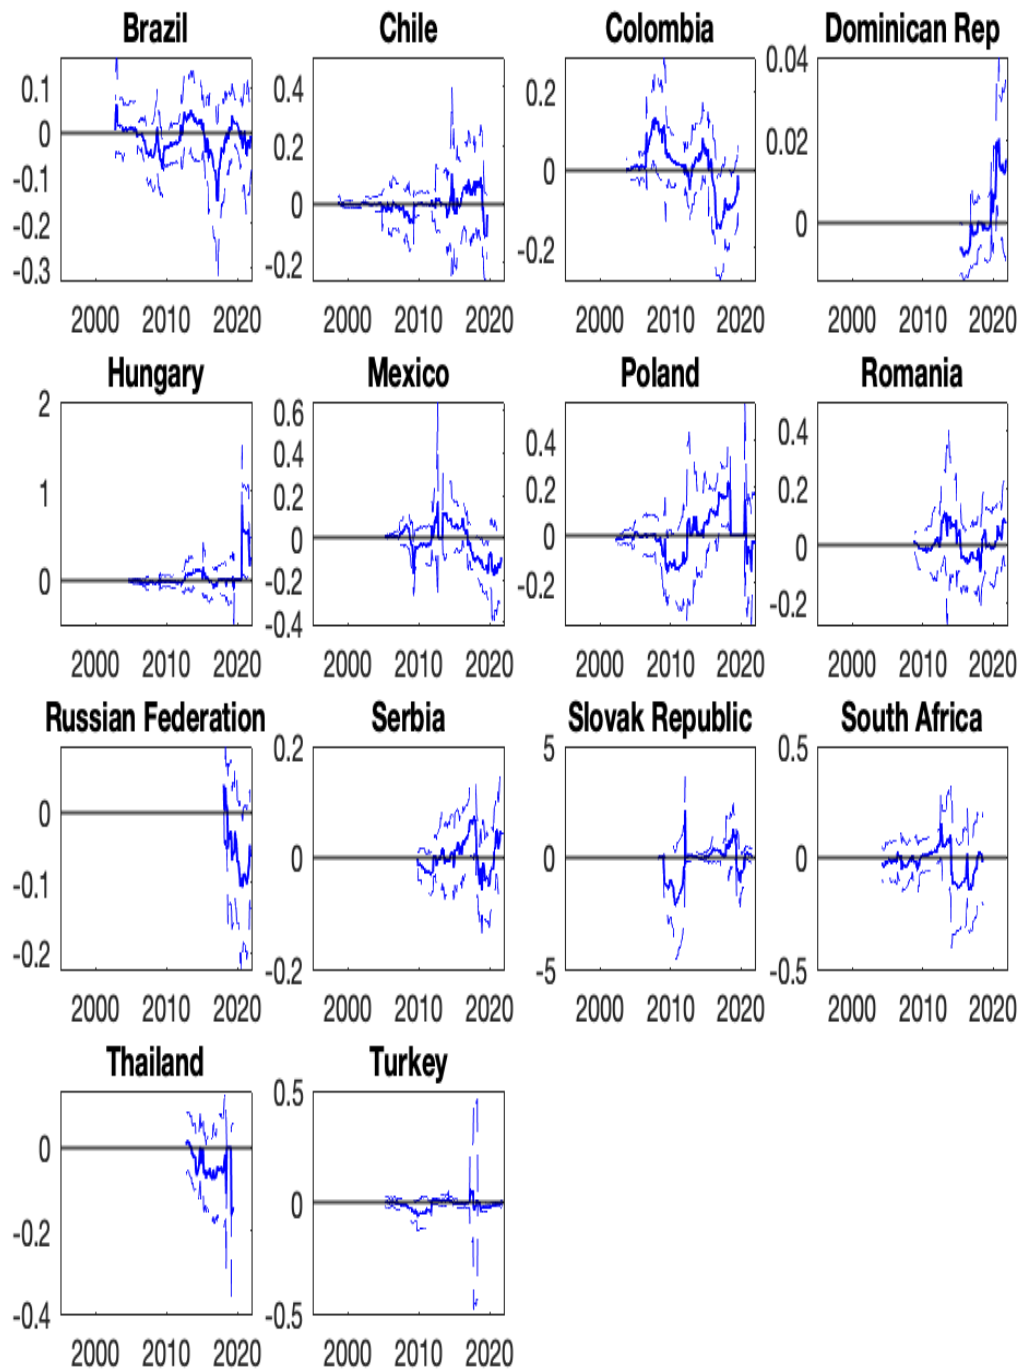 Brazil Chile Colombia Dominican Rep
0.1
0
-0.1
-0.2
-0.3
2000 2010 2020
0.4
0.2
0
-0.2
2000 2010 2020
0.2
0
-0.2
2000 2010 2020
0.04
0.02
0
2000 2010 2020
Hungary Mexico Poland Romania
2
1
0
2000 2010 2020
0.6
0.4
0.2
0
-0.2
-0.4
2000 2010 2020
0.4
0.2
0
-0.2
2000 2010 2020
0.4
0.2
0
-0.2
2000 2010 2020
Russian Federation Serbia Slovak Republic South Africa
0
-0.1
-0.2
2000 2010 2020
0.2
0
-0.2
2000 2010 2020
5
0
-5
2000 2010 2020
0.5
0
-0.5
2000 2010 2020
Thailand Turkey
0
-0.2
-0.4
2000 2010 2020
0.5
0
-0.5
2000 2010 2020